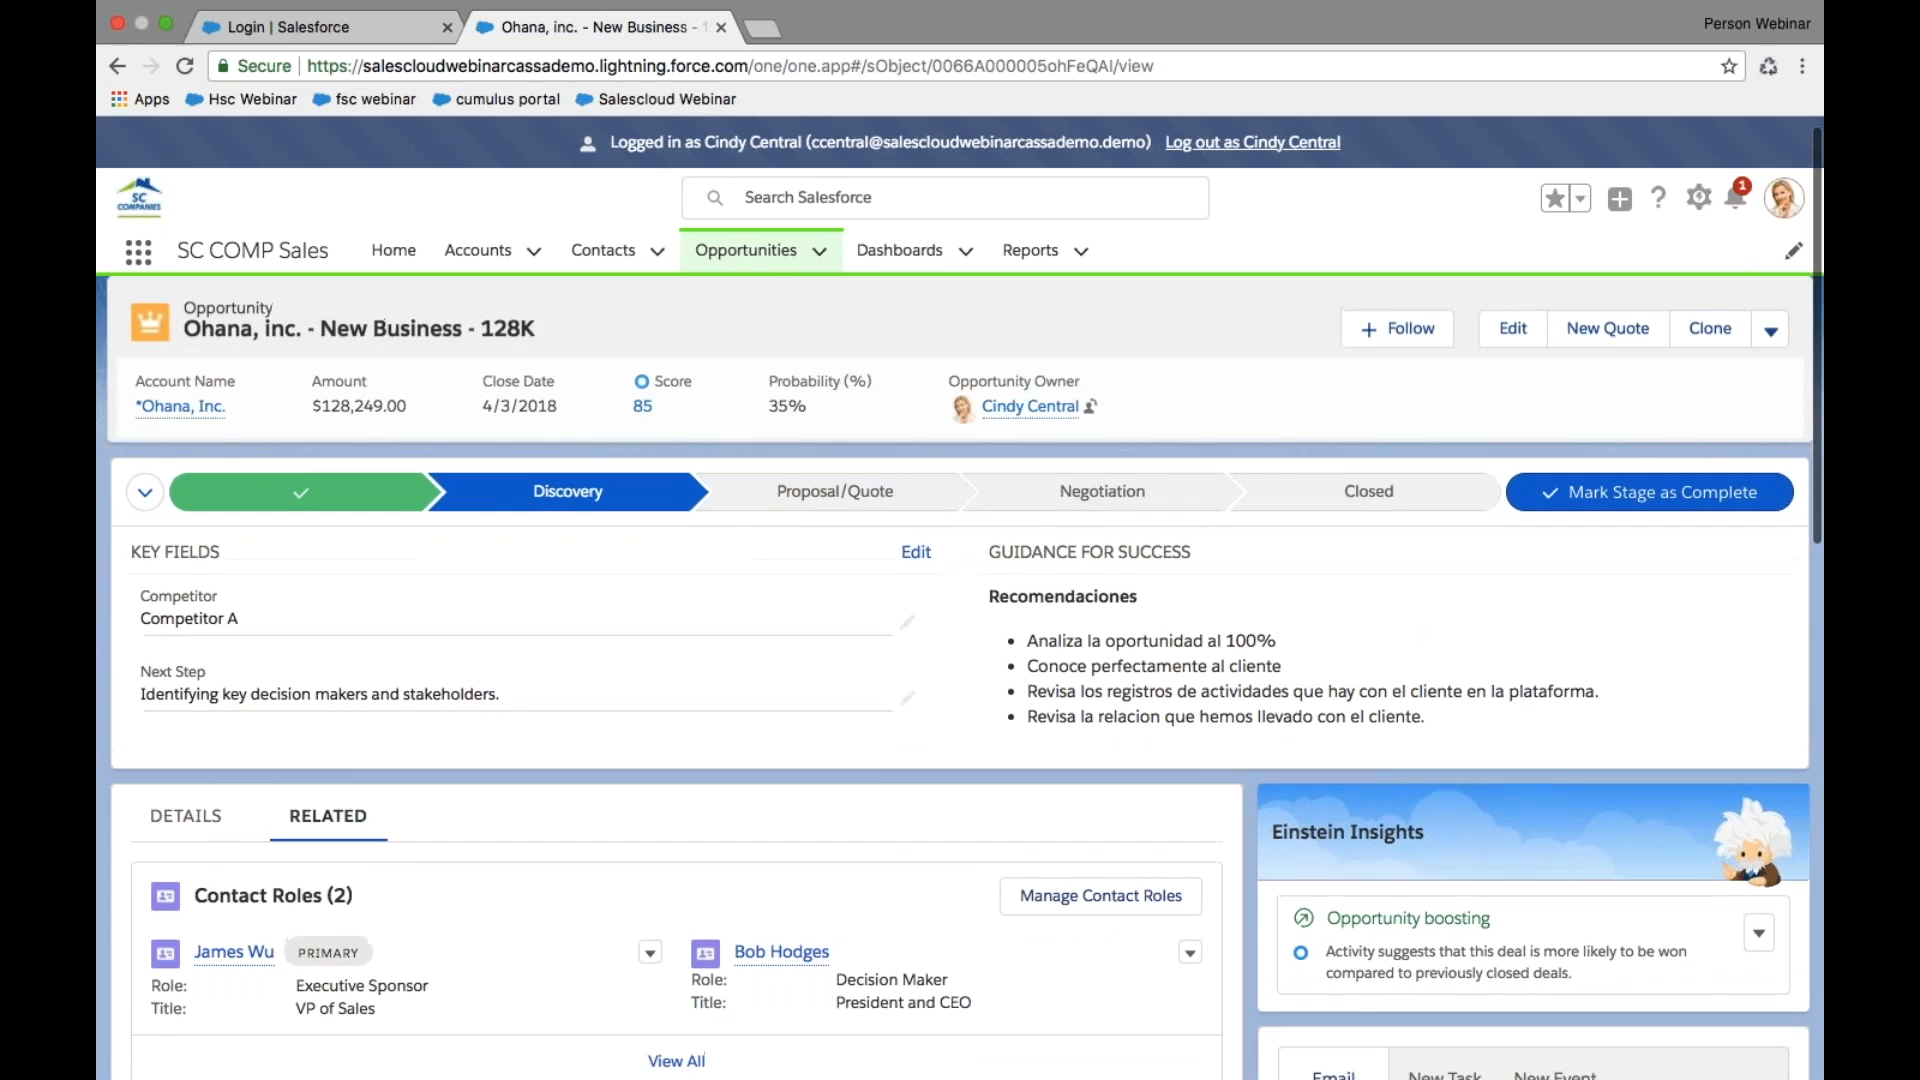 Login | Salesforce
Ohana, inc. - New Business - 1
Person Webinar
Secure
https://salescloudwebinarcassademo.lightning.force.com/one/one.app#/sObject/0066A000005ohFeQAI/view
Apps
Hsc Webinar
fsc webinar
cumulus portal
Salescloud Webinar
Logged in as Cindy Central (ccentral@salescloudwebinarcassademo.demo) Log out as Cindy Central
SC
COMPANIES
Search Salesforce
1
SC COMP Sales
Home
Accounts
Contacts
Opportunities
Dashboards
Reports
Opportunity
Ohana, inc. - New Business - 128K
+ Follow
Edit
New Quote
Clone
Account Name
*Ohana, Inc.
Amount
$128,249.00
Close Date
4/3/2018
Score
85
Probability (%)
35%
Opportunity Owner
Cindy Central
Discovery
Proposal/Quote
Negotiation
Closed
Mark Stage as Complete
KEY FIELDS
Edit
Competitor
Competitor A
Next Step
Identifying key decision makers and stakeholders.
GUIDANCE FOR SUCCESS
Recomendaciones
• Analiza la oportunidad al 100%
• Conoce perfectamente al cliente
• Revisa los registros de actividades que hay con el cliente en la plataforma.
• Revisa la relacion que hemos llevado con el cliente.
DETAILS
RELATED
Contact Roles (2)
Manage Contact Roles
James Wu
PRIMARY
Role:
Executive Sponsor
Title:
VP of Sales
Bob Hodges
Role:
Decision Maker
Title:
President and CEO
View All
Einstein Insights
Opportunity boosting
Activity suggests that this deal is more likely to be won
compared to previously closed deals.
Email
New Task
New Event